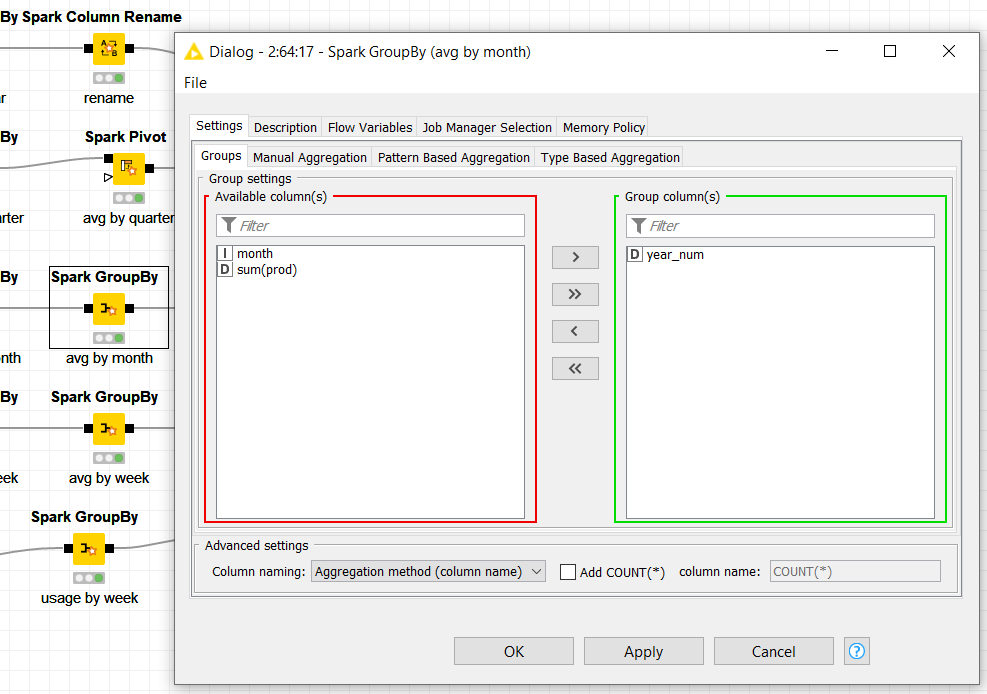 By Spark Column Rename
rename
By
Spark Pivot
arter
avg by quarter
By
Spark GroupBy
nth
avg by month
By
Spark GroupBy
eek
avg by week
Spark GroupBy
usage by week
Dialog - 2:64:17 - Spark GroupBy (avg by month)
File
Settings Description Flow Variables Job Manager Selection Memory Policy
Groups Manual Aggregation Pattern Based Aggregation Type Based Aggregation
Group settings
Available column(s)
Filter
I month
D sum(prod)
>
>>
<
<<
Group column(s)
Filter
D year_num
Advanced settings
Column naming: Aggregation method (column name) Add COUNT(*) column name: COUNT(*)
OK Apply Cancel ?